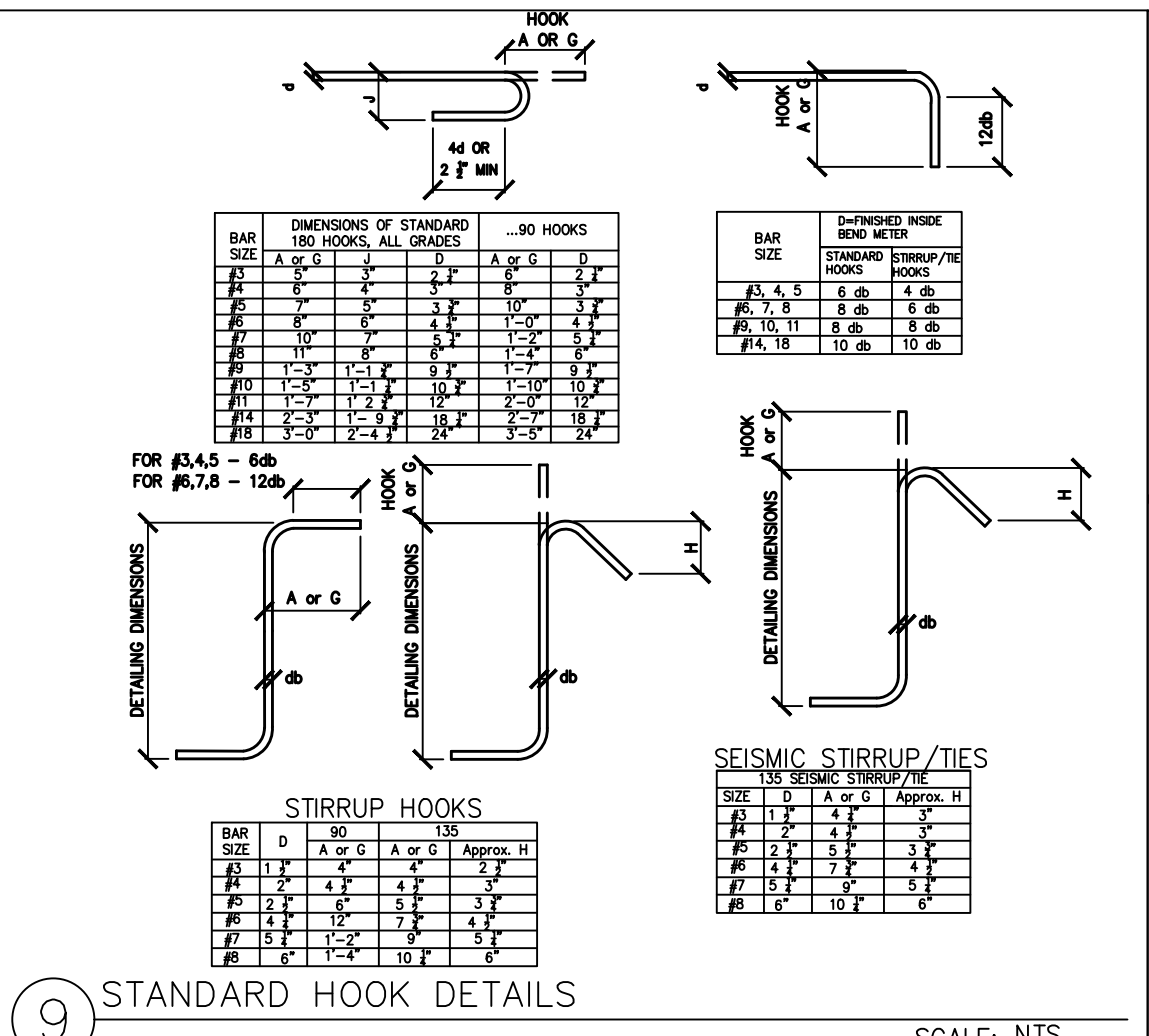 HOOK
A OR G
d
J
4d OR
2 1/2" MIN
d
HOOK
A or G
12db
DIMENSIONS OF STANDARD
180 HOOKS, ALL GRADES
...90 HOOKS
BAR
SIZE
A or G J D A or G D
#3 5" 3" 2 1/4" 6" 2 1/4"
#4 6" 4" 3" 8" 3"
#5 7" 5" 3 3/4" 10" 3 3/4"
#6 8" 6" 4 1/2" 1'-0" 4 1/2"
#7 10" 7" 5 1/4" 1'-2" 5 1/4"
#8 11" 8" 6" 1'-4" 6"
#9 1'-3" 9 1/2" 1'-7" 9 1/2"
#10 1'-5" 10 3/4" 1'-10" 10 3/4"
#11 1'-7" 1' 2 3/4" 12" 2'-0" 12"
#14 2'-3" 1'- 9 3/4" 18 1/4" 2'-7" 18 1/4"
#18 3'-0" 2'-4 1/2" 24" 3'-5" 24"
BAR
SIZE
D=FINISHED INSIDE
BEND METER
STANDARD
HOOKS
STIRRUP/TIE
HOOKS
#3, 4, 5 6 db 4 db
#6, 7, 8 8 db 6 db
#9, 10, 11 8 db 8 db
#14, 18 10 db 10 db
FOR #3,4,5 - 6db
FOR #6,7,8 - 12db
DETAILING DIMENSIONS
A or G
db
HOOK
A or G
DETAILING DIMENSIONS
H
db
HOOK
A or G
DETAILING DIMENSIONS
H
db
STIRRUP HOOKS
BAR
SIZE
D
90
135
A or G A or G Approx. H
#3 1 1/2" 4" 4" 2 1/2"
#4 2" 4 1/2" 4 1/2" 3"
#5 2 1/2" 6" 5 1/2" 3 3/4"
#6 4 1/2" 12" 7 3/4" 4 1/2"
#7 5 1/4" 1'-2" 9" 5 1/4"
#8 6" 1'-4" 10 1/4" 6"
SEISMIC STIRRUP/TIES
135 SEISMIC STIRRUP/TIE
SIZE D A or G Approx. H
#3 1 1/2" 4 1/4" 3"
#4 2" 4 1/2" 3"
#5 2 1/2" 5 1/2" 3 3/4"
#6 4 1/2" 7 3/4" 4 1/2"
#7 5 1/4" 9" 5 1/4"
#8 6" 10 1/4" 6"
9 STANDARD HOOK DETAILS
SCALE: NTS